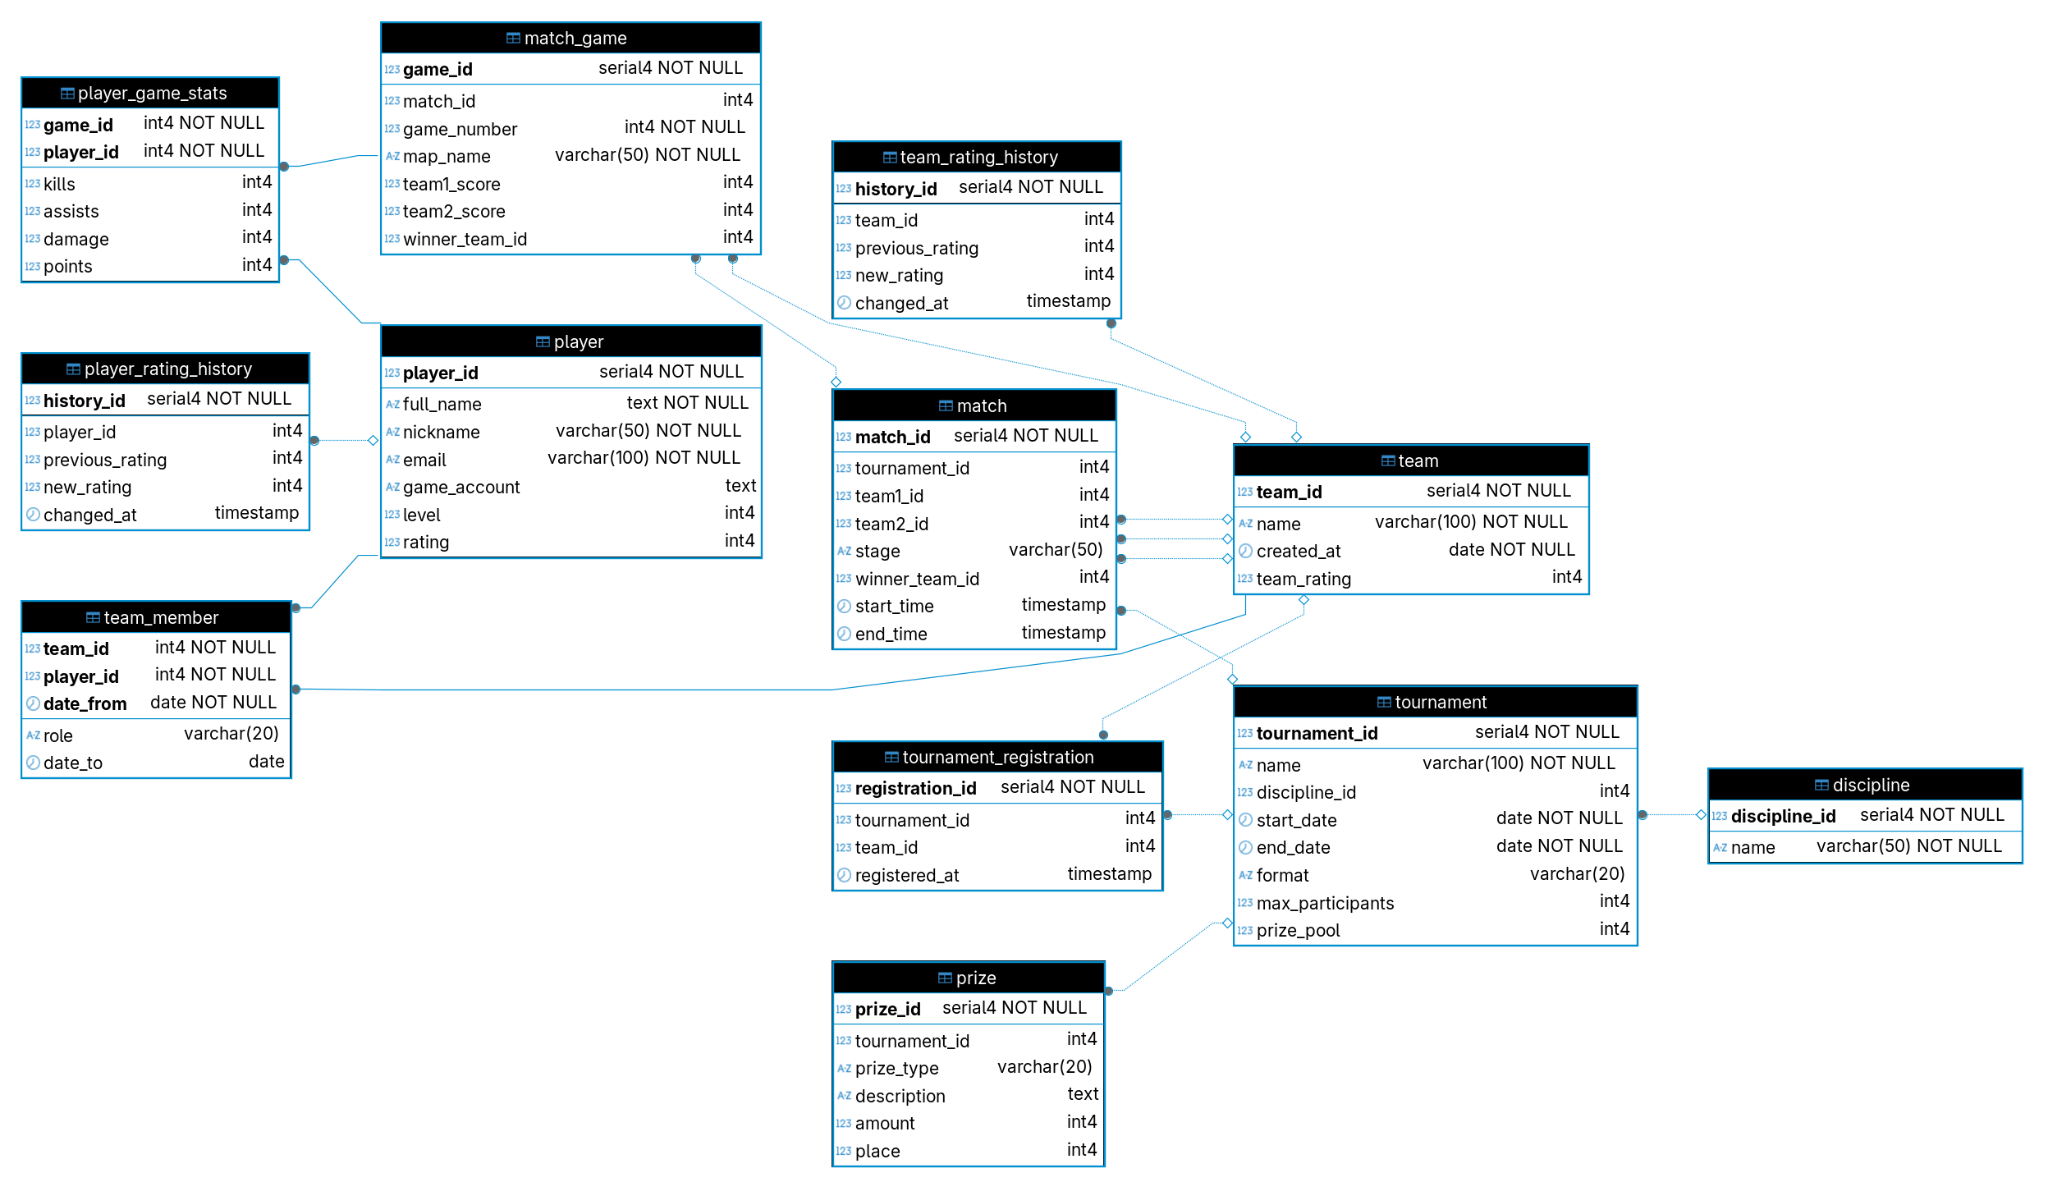 match_game
game_id serial4 NOT NULL
match_id int4
game_number int4 NOT NULL
map_name varchar(50) NOT NULL
team1_score int4
team2_score int4
winner_team_id int4
player_game_stats
game_id int4 NOT NULL
player_id int4 NOT NULL
kills int4
assists int4
damage int4
points int4
team_rating_history
history_id serial4 NOT NULL
team_id int4
previous_rating int4
new_rating int4
changed_at timestamp
player
player_id serial4 NOT NULL
full_name text NOT NULL
nickname varchar(50) NOT NULL
email varchar(100) NOT NULL
game_account text
level int4
rating int4
player_rating_history
history_id serial4 NOT NULL
player_id int4
previous_rating int4
new_rating int4
changed_at timestamp
match
match_id serial4 NOT NULL
tournament_id int4
team1_id int4
team2_id int4
stage varchar(50)
winner_team_id int4
start_time timestamp
end_time timestamp
team
team_id serial4 NOT NULL
name varchar(100) NOT NULL
created_at date NOT NULL
team_rating int4
team_member
team_id int4 NOT NULL
player_id int4 NOT NULL
date_from date NOT NULL
role varchar(20)
date_to date
tournament
tournament_id serial4 NOT NULL
name varchar(100) NOT NULL
discipline_id int4
start_date date NOT NULL
end_date date NOT NULL
format varchar(20)
max_participants int4
prize_pool int4
tournament_registration
registration_id serial4 NOT NULL
tournament_id int4
team_id int4
registered_at timestamp
discipline
discipline_id serial4 NOT NULL
name varchar(50) NOT NULL
prize
prize_id serial4 NOT NULL
tournament_id int4
prize_type varchar(20)
description text
amount int4
place int4